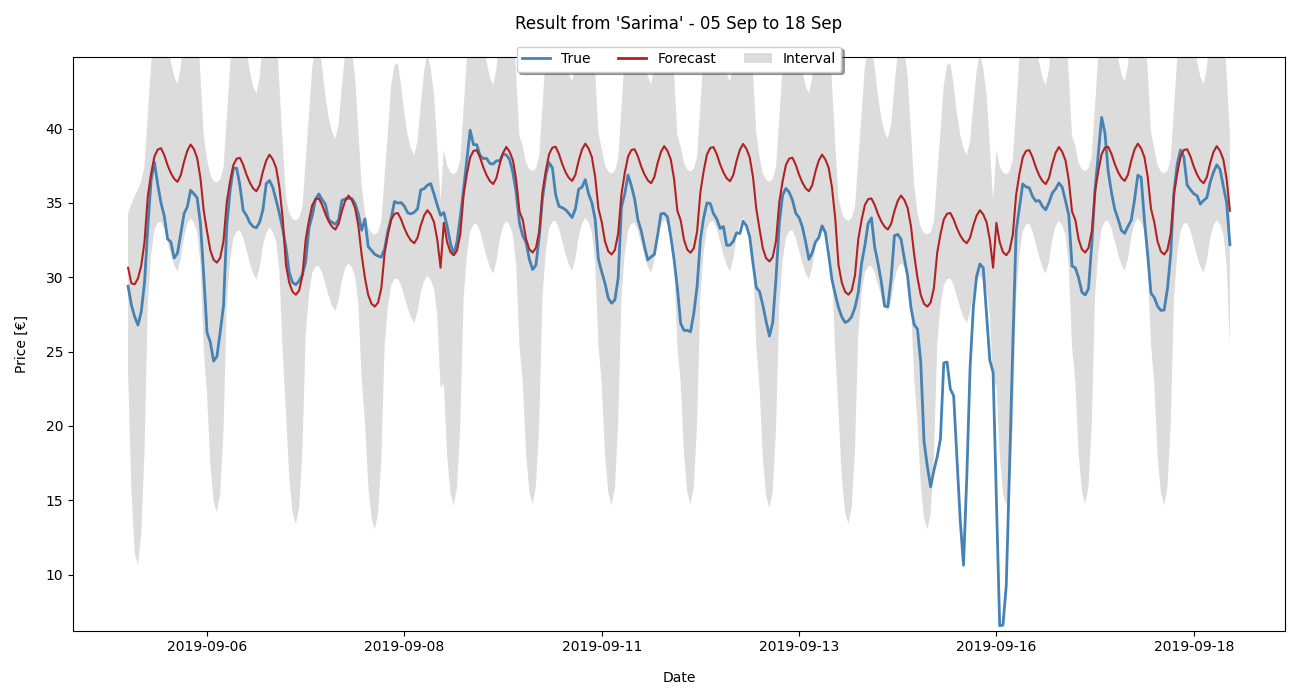 Result from 'Sarima' - 05 Sep to 18 Sep
True Forecast Interval
40
35
30
25
20
15
10
Price [€]
2019-09-06 2019-09-08 2019-09-11 2019-09-13 2019-09-16 2019-09-18
Date